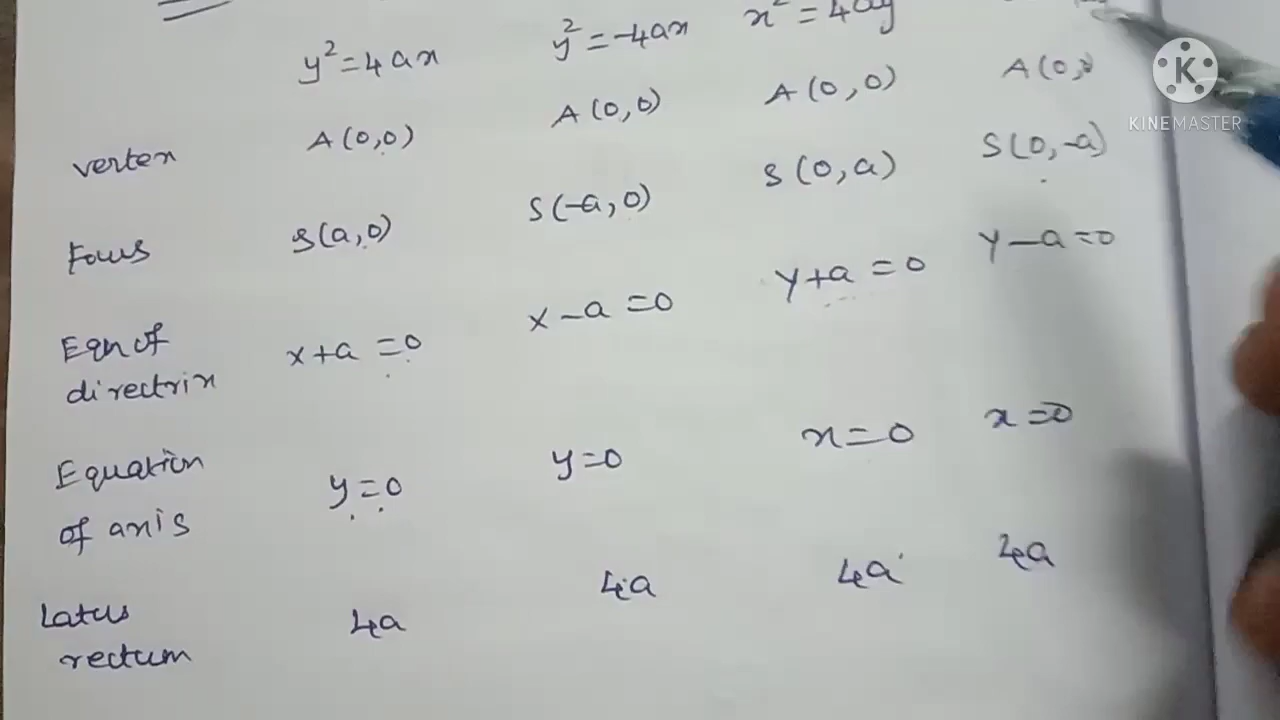 y² = 4ax y² = -4ax x² = 4ay
vertex A(0,0) A(0,0) A(0,0) A(0,
Focus S(a,0) S(-a,0) S(0,a) S(0,-a)
Eqn of
directrix x+a=0 x-a=0 y+a=0 y-a=0
Equation
of axis y=0 y=0 x=0 x=0
Latus
rectum 4a 4a 4a 4a
K
KINEMASTER